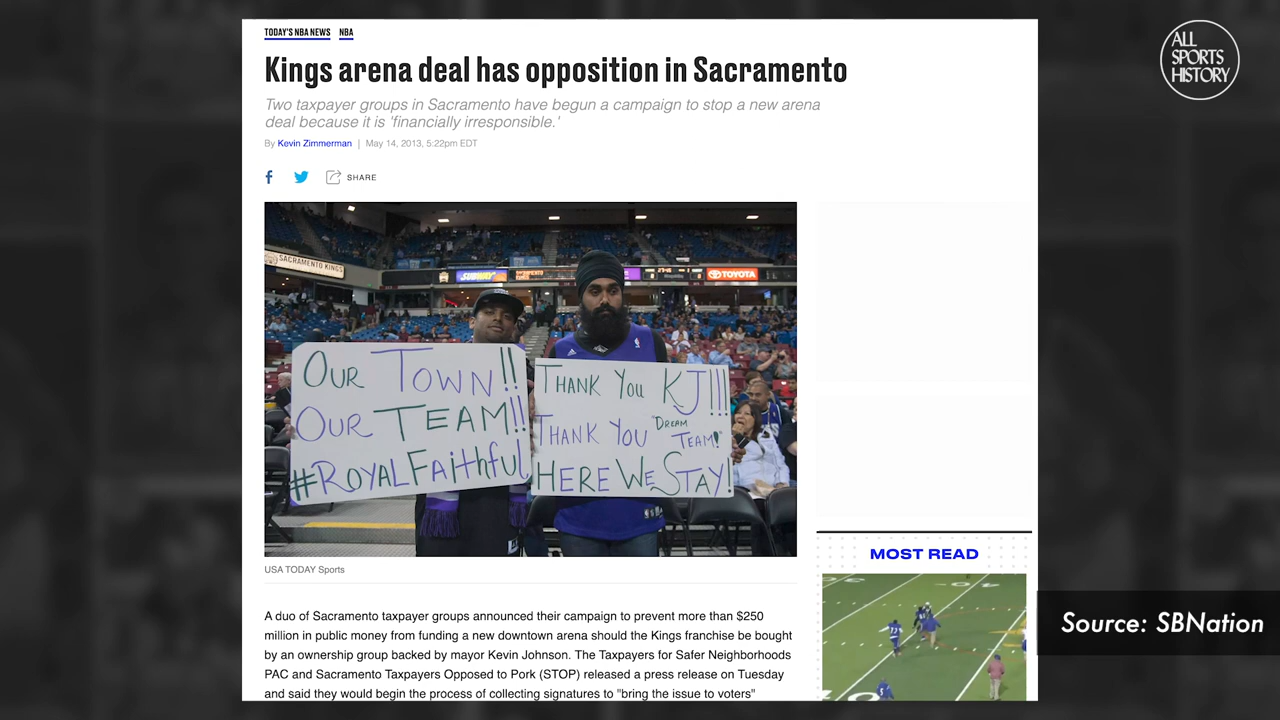 ALL
SPORTS
HISTORY
TODAY'S NBA NEWS NBA
Kings arena deal has opposition in Sacramento
Two taxpayer groups in Sacramento have begun a campaign to stop a new arena
deal because it is 'financially irresponsible.'
By Kevin Zimmerman | May 14, 2013, 5:22pm EDT
SHARE
SACRAMENTO KINGS
SUBWAY
TOYOTA
OUR TOWN!!
OUR TEAM!!
#ROYALFAithfuL
THANK YOU KJ!!!
THANK YOU "DREAM
TEAM!"
HERE WE STAY!
USA TODAY Sports
MOST READ
A duo of Sacramento taxpayer groups announced their campaign to prevent more than $250
million in public money from funding a new downtown arena should the Kings franchise be bought
by an ownership group backed by mayor Kevin Johnson. The Taxpayers for Safer Neighborhoods
PAC and Sacramento Taxpayers Opposed to Pork (STOP) released a press release on Tuesday
and said they would begin the process of collecting signatures to "bring the issue to voters"
Source: SBNation